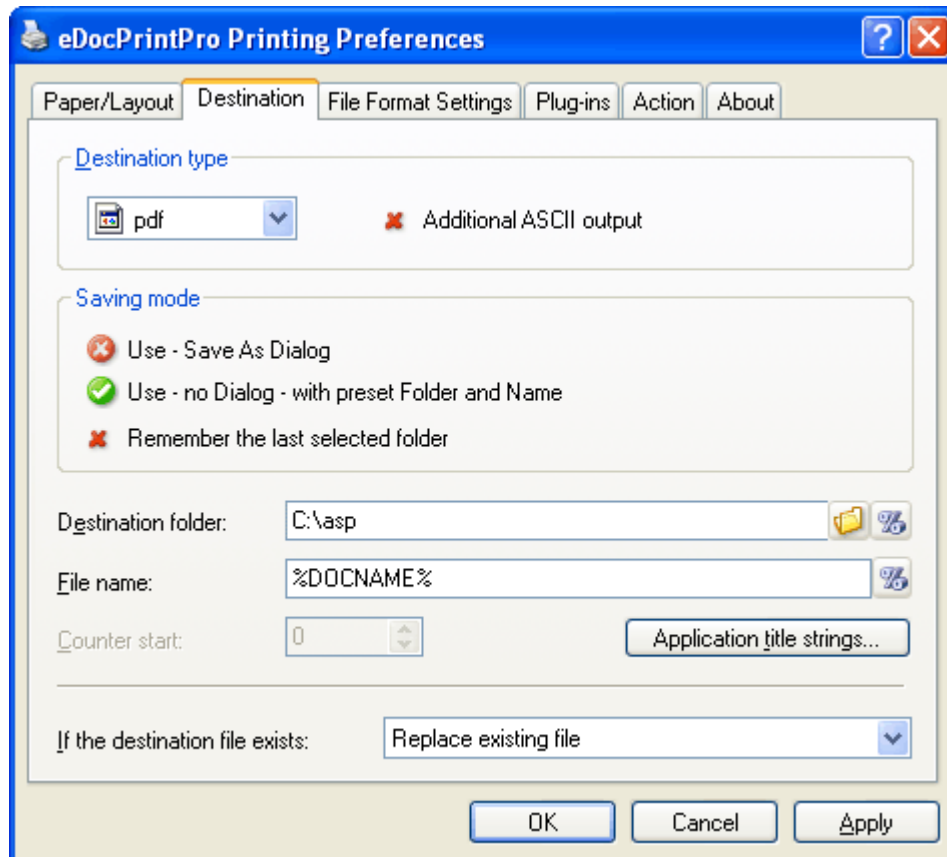 eDocPrintPro Printing Preferences
Paper/Layout Destination File Format Settings Plug-ins Action About
Destination type
pdf Additional ASCII output
Saving mode
Use - Save As Dialog
Use - no Dialog - with preset Folder and Name
Remember the last selected folder
Destination folder: C:\asp
File name: %DOCNAME%
Counter start: 0 Application title strings...
If the destination file exists: Replace existing file
OK Cancel Apply